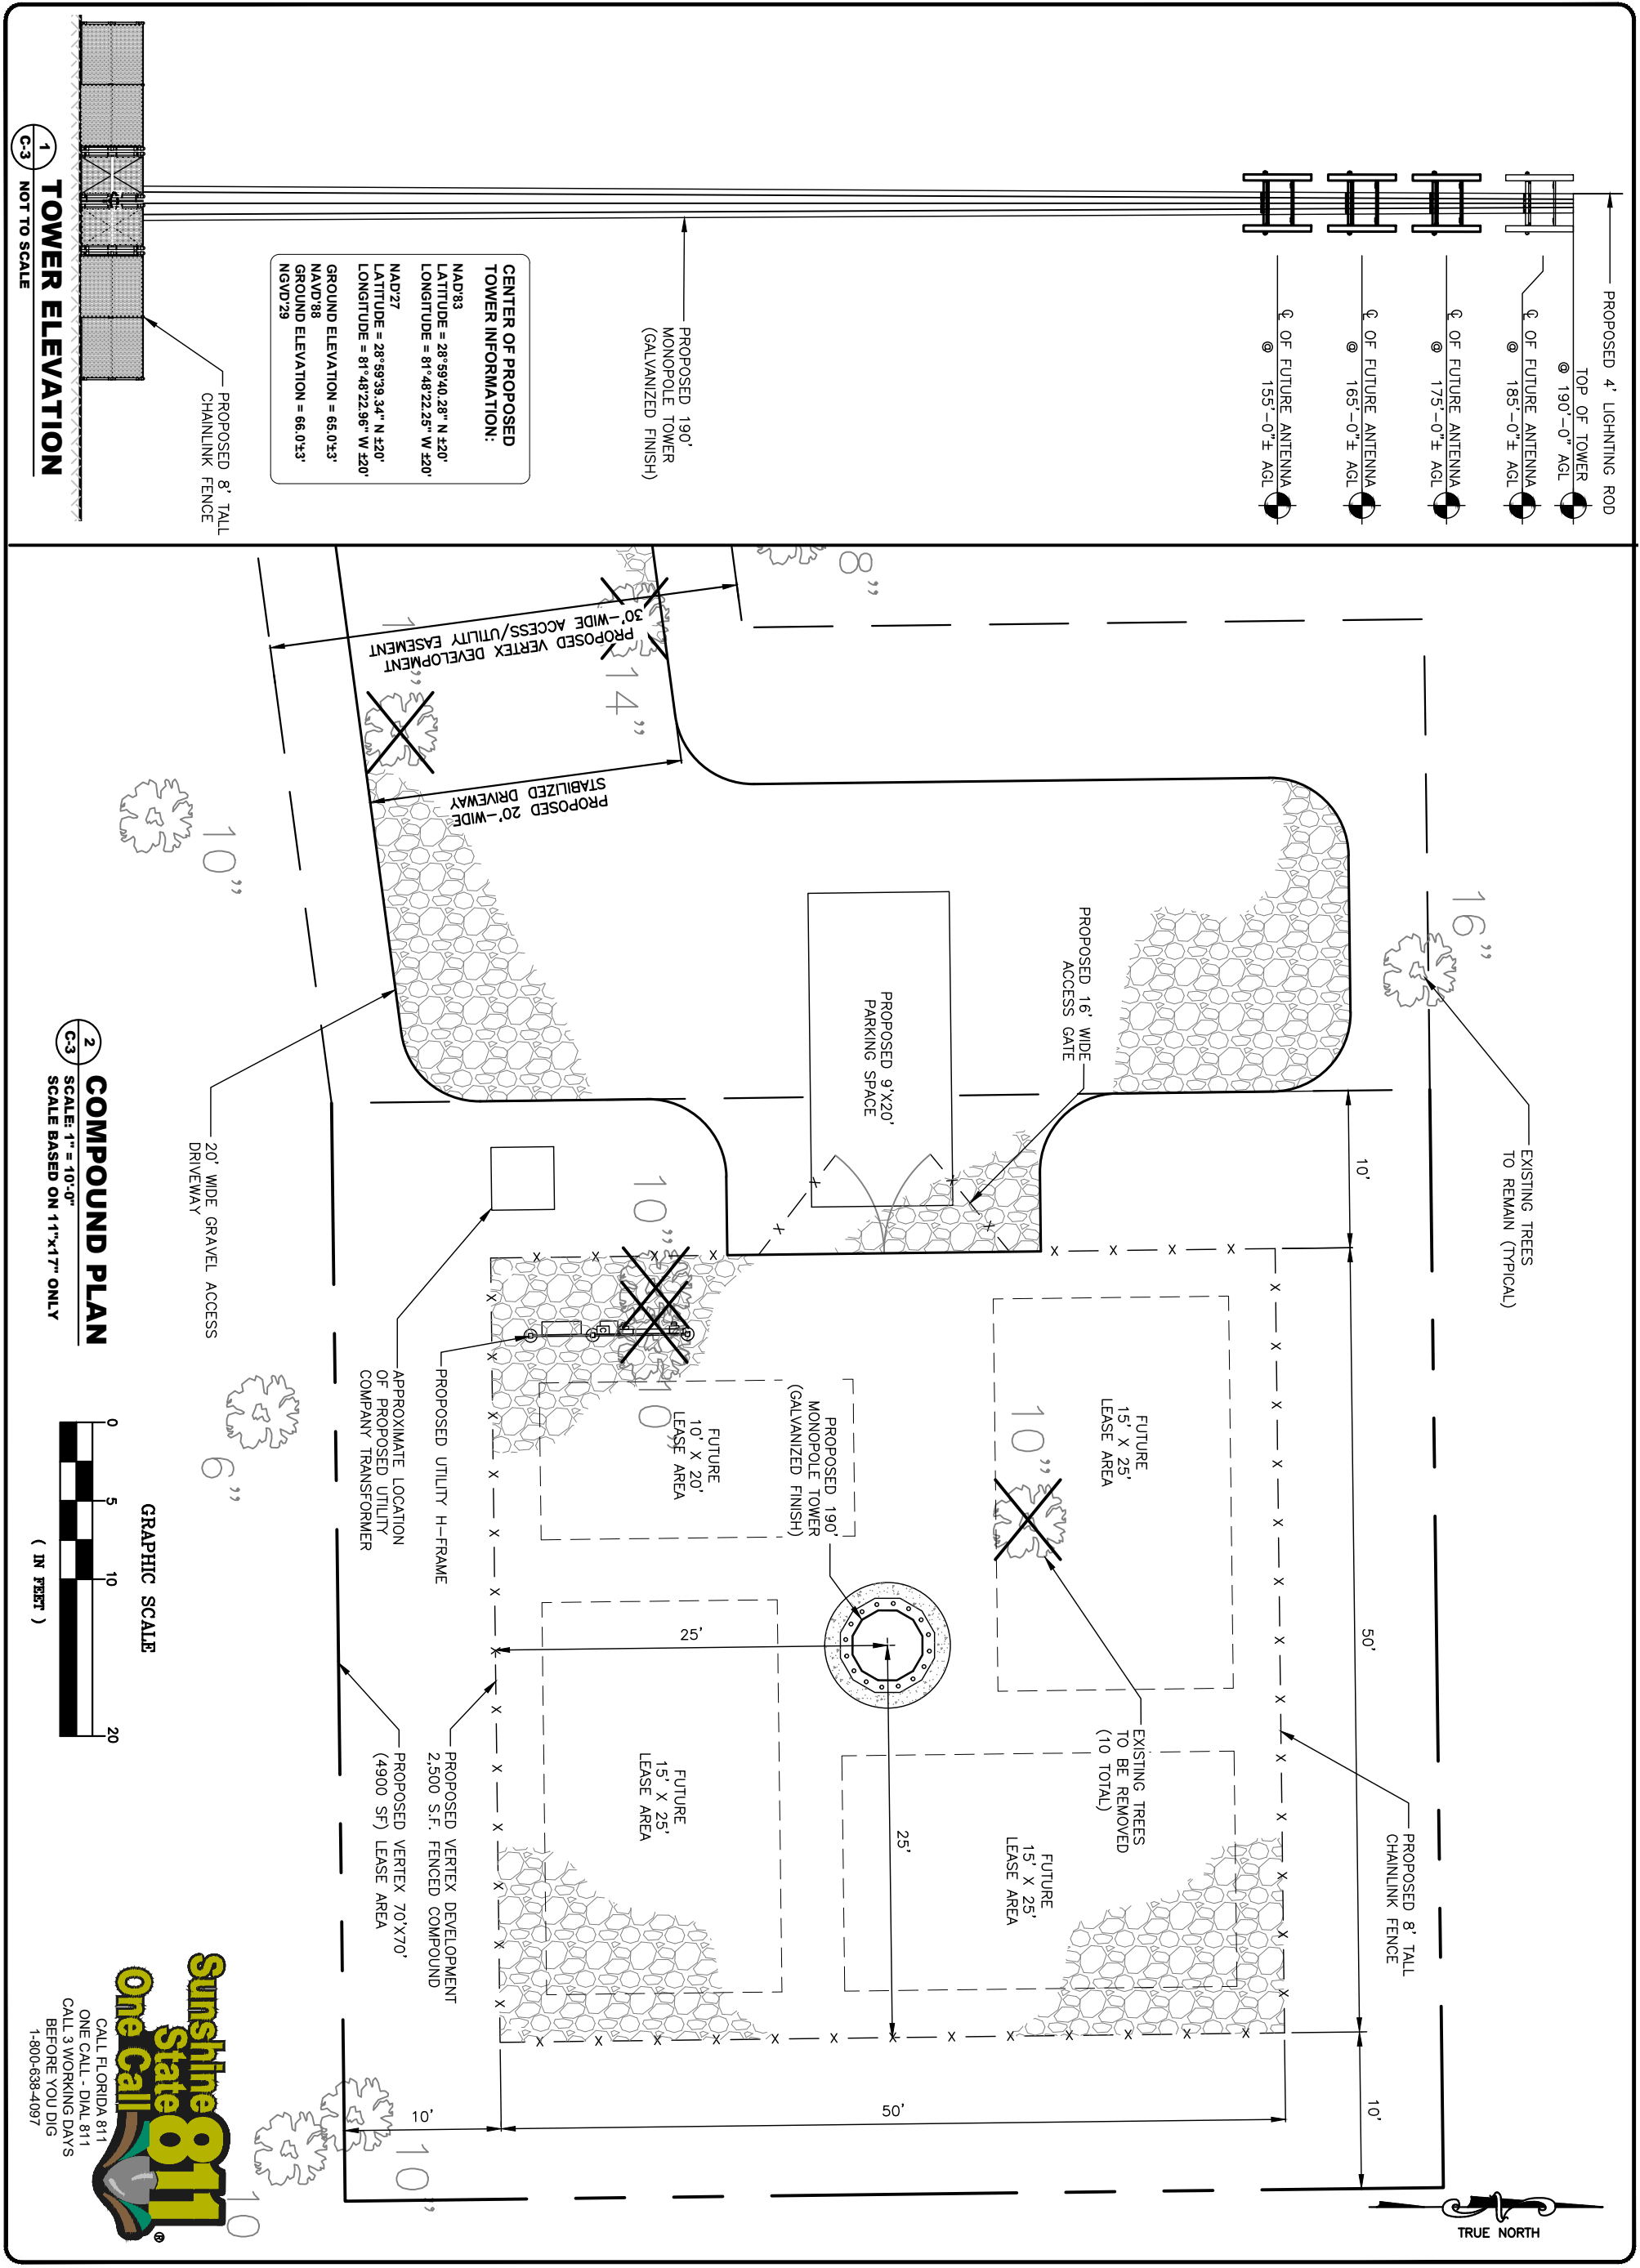 PROPOSED 4' LIGHNTING ROD
TOP OF TOWER
@ 190'-0" AGL
℄ OF FUTURE ANTENNA
@ 185'-0"± AGL
℄ OF FUTURE ANTENNA
@ 175'-0"± AGL
℄ OF FUTURE ANTENNA
@ 165'-0"± AGL
℄ OF FUTURE ANTENNA
@ 155'-0"± AGL
PROPOSED 190'
MONOPOLE TOWER
(GALVANIZED FINISH)
CENTER OF PROPOSED
TOWER INFORMATION:
NAD'83
LATITUDE = 28°59'40.28" N ±20'
LONGITUDE = 81°48'22.25" W ±20'
NAD'27
LATITUDE = 28°59'39.34" N ±20'
LONGITUDE = 81°48'22.96" W ±20'
GROUND ELEVATION = 65.0'±3'
NAVD'88
GROUND ELEVATION = 66.0'±3'
NGVD'29
PROPOSED 8' TALL
CHAINLINK FENCE
1
C-3
TOWER ELEVATION
NOT TO SCALE
8"
16"
EXISTING TREES
TO REMAIN (TYPICAL)
PROPOSED VERTEX DEVELOPMENT
30'-WIDE ACCESS/UTILITY EASEMENT
14"
PROPOSED 20'-WIDE
STABILIZED DRIVEWAY
10"
PROPOSED 16' WIDE
ACCESS GATE
PROPOSED 9'X20'
PARKING SPACE
10'
50'
10'
10"
10"
FUTURE
15' X 25'
LEASE AREA
10"
FUTURE
10' X 20'
LEASE AREA
PROPOSED 190'
MONOPOLE TOWER
(GALVANIZED FINISH)
25'
25'
EXISTING TREES
TO BE REMOVED
(10 TOTAL)
PROPOSED 8' TALL
CHAINLINK FENCE
FUTURE
15' X 25'
LEASE AREA
FUTURE
15' X 25'
LEASE AREA
50'
10'
20' WIDE GRAVEL ACCESS
DRIVEWAY
APPROXIMATE LOCATION
OF PROPOSED UTILITY
COMPANY TRANSFORMER
PROPOSED UTILITY H-FRAME
PROPOSED VERTEX DEVELOPMENT
2,500 S.F. FENCED COMPOUND
PROPOSED VERTEX 70'X70'
(4900 SF) LEASE AREA
6"
10"
10
2
C-3
COMPOUND PLAN
SCALE: 1" = 10'-0"
SCALE BASED ON 11"x17" ONLY
GRAPHIC SCALE
0 5 10 20
( IN FEET )
Sunshine
State 811
One Call
®
CALL FLORIDA 811
ONE CALL - DIAL 811
CALL 3 WORKING DAYS
BEFORE YOU DIG
1-800-638-4097
TRUE NORTH